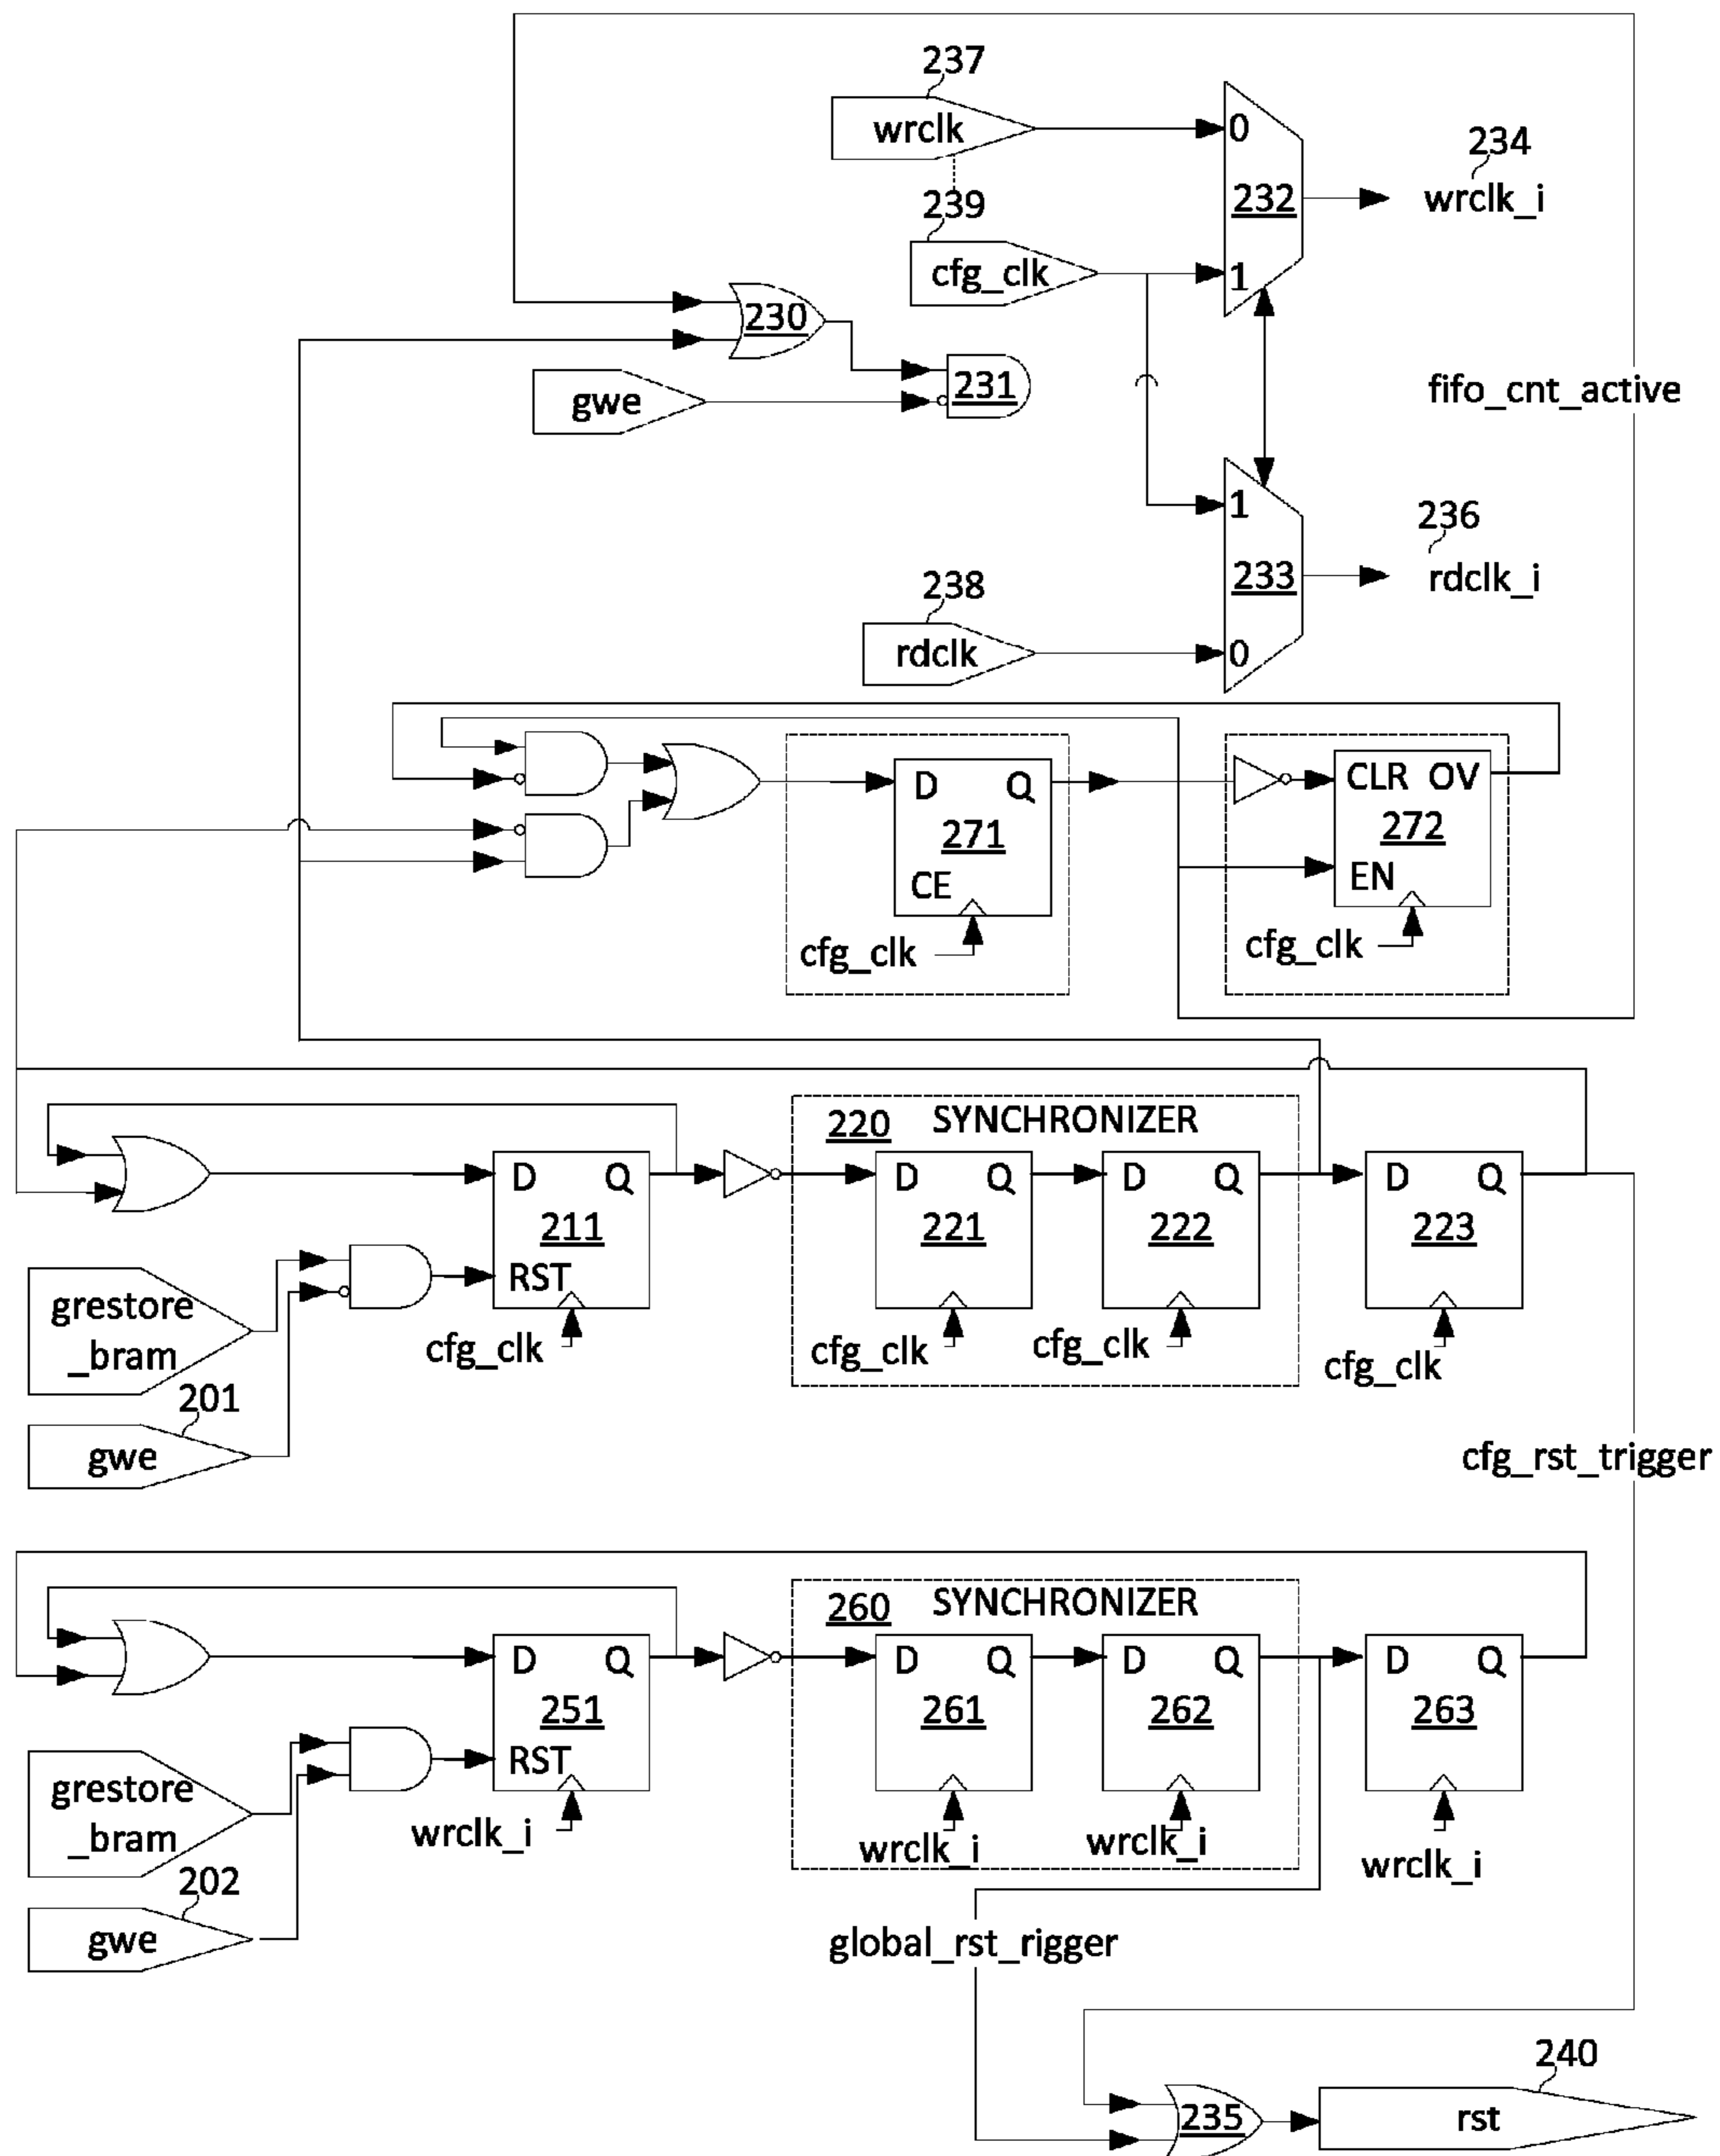 237
wrclk
0
234
232
wrclk_i
239
cfg_clk
1
230
231
gwe
fifo_cnt_active
1
236
233
rdclk_i
238
rdclk
0
D Q
271
CE
cfg_clk
CLR OV
272
EN
cfg_clk
220 SYNCHRONIZER
D Q
211
RST
cfg_clk
D Q
221
cfg_clk
D Q
222
cfg_clk
D Q
223
cfg_clk
grestore
_bram
201
gwe
cfg_rst_trigger
260 SYNCHRONIZER
D Q
251
RST
wrclk_i
D Q
261
wrclk_i
D Q
262
wrclk_i
D Q
263
wrclk_i
grestore
_bram
202
gwe
global_rst_rigger
240
235
rst